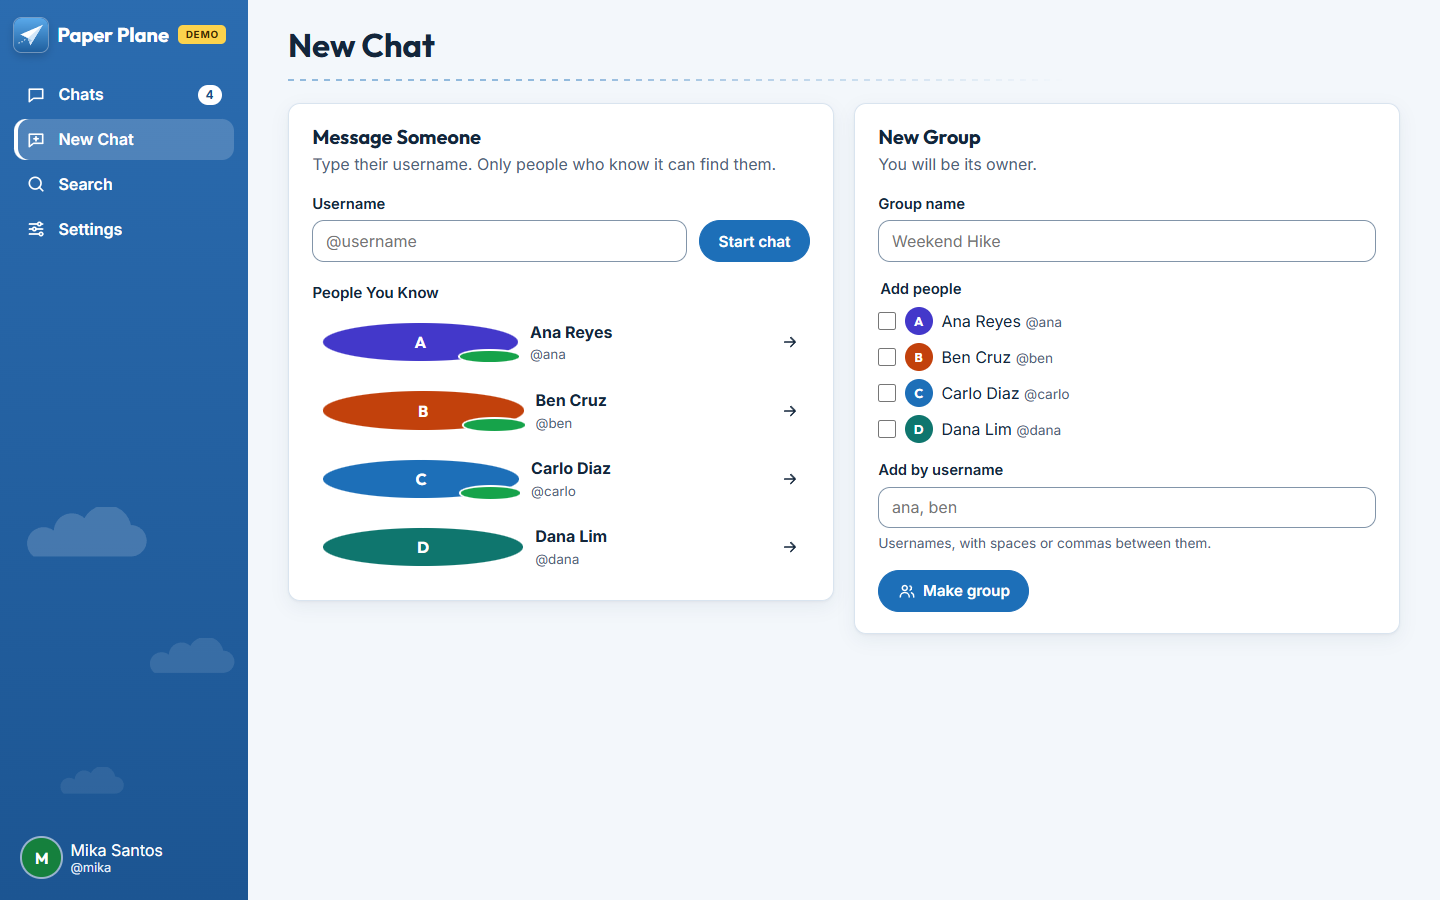 Paper Plane DEMO
Chats 4
New Chat
Search
Settings
M Mika Santos
@mika
New Chat
Message Someone
Type their username. Only people who know it can find them.
Username
@username Start chat
People You Know
A Ana Reyes
@ana
B Ben Cruz
@ben
C Carlo Diaz
@carlo
D Dana Lim
@dana
New Group
You will be its owner.
Group name
Weekend Hike
Add people
A Ana Reyes @ana
B Ben Cruz @ben
C Carlo Diaz @carlo
D Dana Lim @dana
Add by username
ana, ben
Usernames, with spaces or commas between them.
Make group